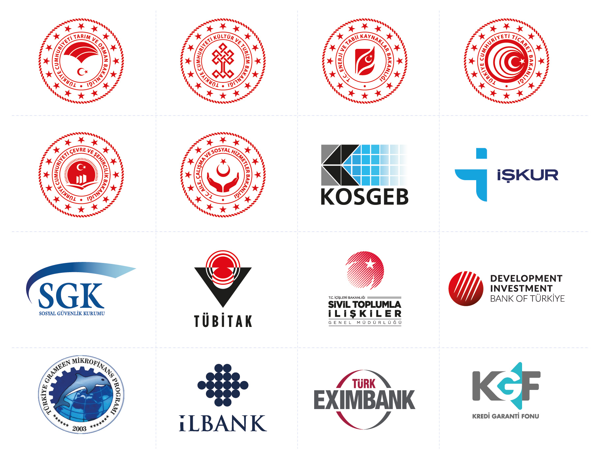 TÜRKİYE CUMHURİYETİ TARIM VE ORMAN BAKANLIĞI
TÜRKİYE CUMHURİYETİ KÜLTÜR VE TURİZM BAKANLIĞI
T.C. ENERJİ VE TABİİ KAYNAKLAR BAKANLIĞI
TÜRKİYE CUMHURİYETİ TİCARET BAKANLIĞI
TÜRKİYE CUMHURİYETİ ÇEVRE VE ŞEHİRCİLİK BAKANLIĞI
T.C. AİLE, ÇALIŞMA VE SOSYAL HİZMETLER BAKANLIĞI
KOSGEB
İŞKUR
SGK
SOSYAL GÜVENLİK KURUMU
TÜBİTAK
T.C. İÇİŞLERİ BAKANLIĞI
SİVİL TOPLUMLA
İLİŞKİLER
GENEL MÜDÜRLÜĞÜ
DEVELOPMENT
INVESTMENT
BANK OF TÜRKİYE
TÜRKİYE GRAMEEN MİKROFİNANS PROGRAMI
2003
iLBANK
TÜRK
EXIMBANK
KGF
KREDİ GARANTİ FONU